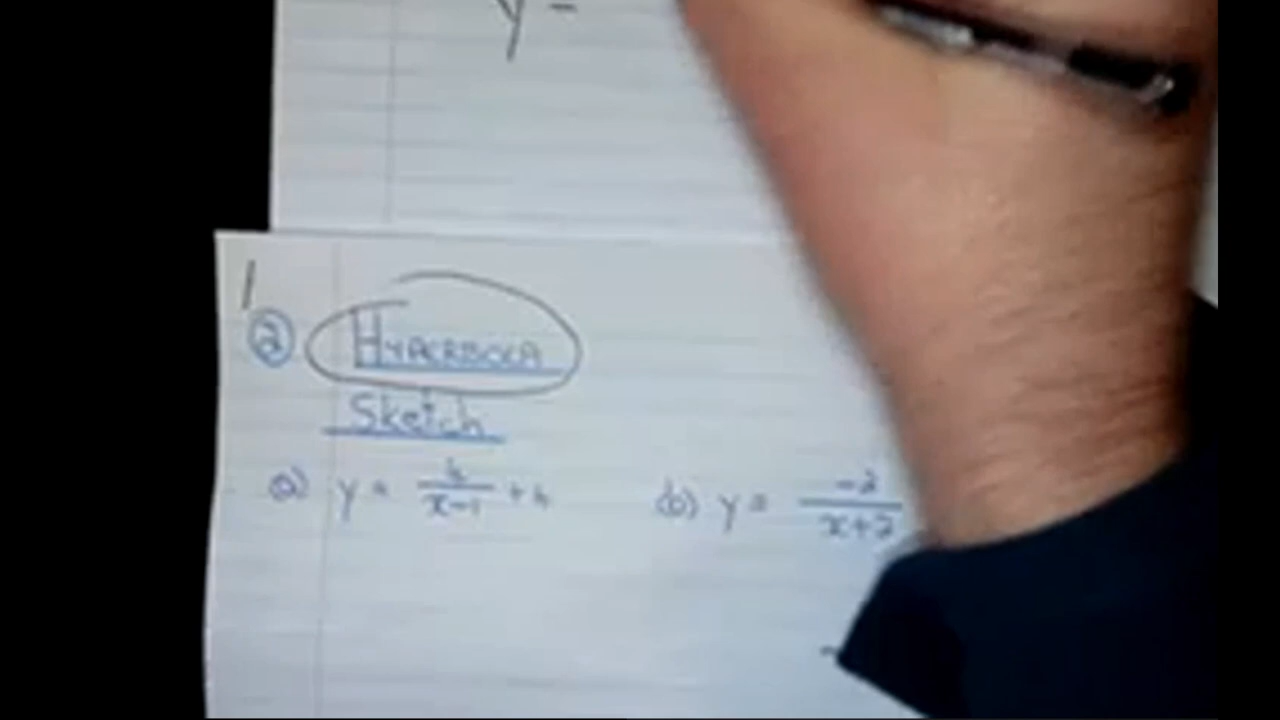 y =
② HYPERBOLA
Sketch
a) y = 4/(x-1) + 4
b) y = -2/(x+2)